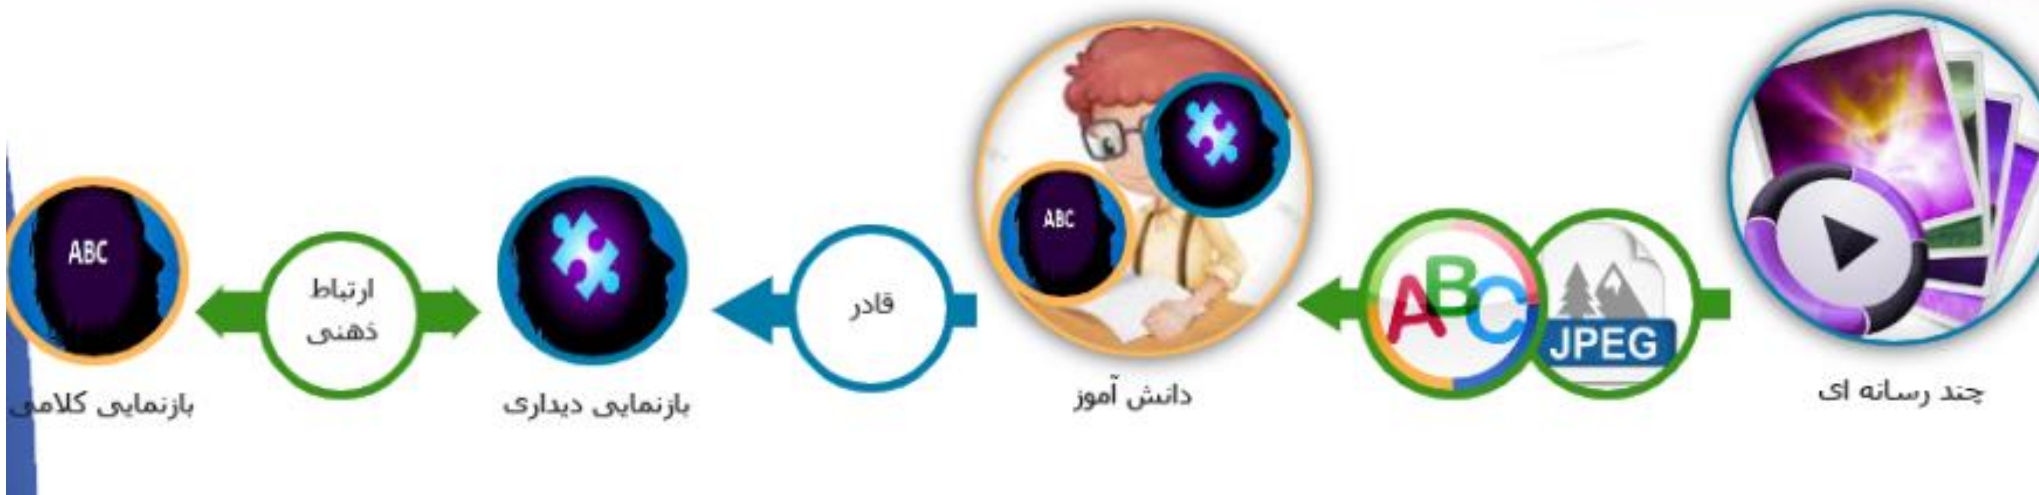 چند رسانه ای
JPEG
ABC
دانش آموز
ABC
قادر
بازنمایی دیداری
ارتباط
ذهنی
ABC
بازنمایی کلامی